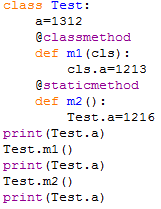 class Test:
    a=1312
    @classmethod
    def m1(cls):
        cls.a=1213
    @staticmethod
    def m2():
        Test.a=1216
print(Test.a)
Test.m1()
print(Test.a)
Test.m2()
print(Test.a)